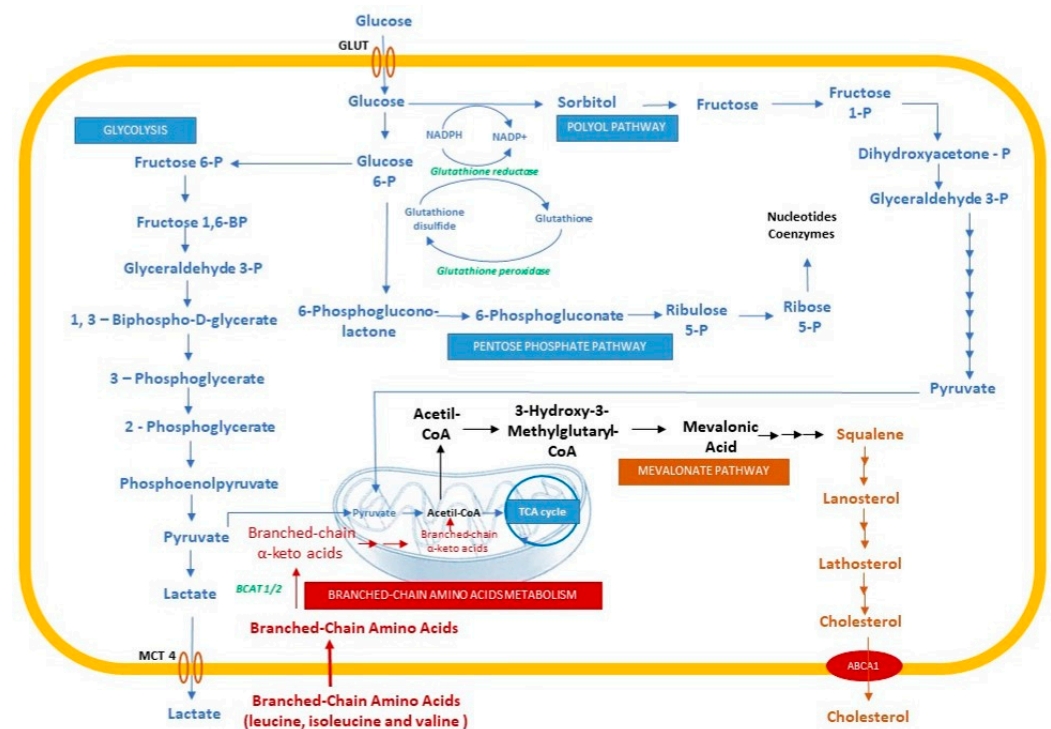 Glucose
GLUT
Glucose
Sorbitol
Fructose
Fructose
1-P
GLYCOLYSIS
NADPH
NADP+
POLYOL PATHWAY
Fructose 6-P
Glucose
6-P
Glutathione reductase
Dihydroxyacetone - P
Glyceraldehyde 3-P
Fructose 1,6-BP
Glutathione
disulfide
Glutathione
Nucleotides
Coenzymes
Glyceraldehyde 3-P
Glutathione peroxidase
1, 3 – Biphospho-D-glycerate
6-Phosphoglucono-
lactone
6-Phosphogluconate
Ribulose
5-P
Ribose
5-P
PENTOSE PHOSPHATE PATHWAY
3 – Phosphoglycerate
Pyruvate
2 - Phosphoglycerate
Acetil-
CoA
3-Hydroxy-3-
Methylglutaryl-
CoA
Mevalonic
Acid
Squalene
MEVALONATE PATHWAY
Phosphoenolpyruvate
Lanosterol
Pyruvate
Acetil-CoA
TCA cycle
Pyruvate
Branched-chain
α-keto acids
Branched-chain
α-keto acids
Lathosterol
Lactate
BCAT1/2
BRANCHED-CHAIN AMINO ACIDS METABOLISM
Branched-Chain Amino Acids
Cholesterol
MCT 4
ABCA1
Lactate
Branched-Chain Amino Acids
(leucine, isoleucine and valine )
Cholesterol